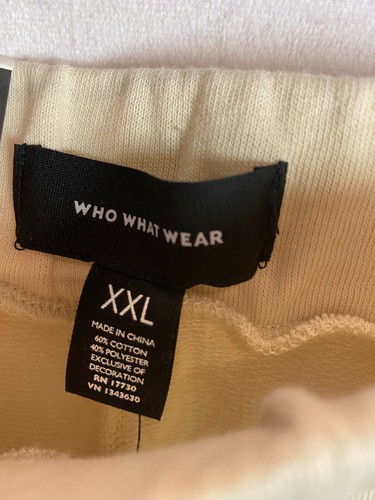 WHO WHAT WEAR
XXL
MADE IN CHINA
60% COTTON
40% POLYESTER
EXCLUSIVE OF
DECORATION
RN 17730
VN 1343630